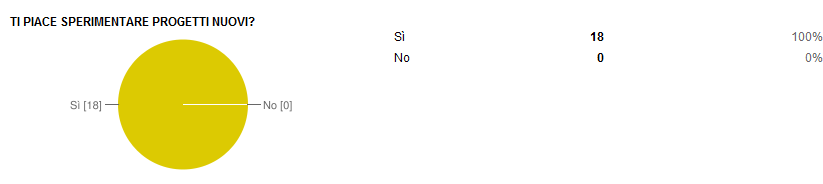 TI PIACE SPERIMENTARE PROGETTI NUOVI?
Sì [18]
No [0]
Sì 18 100%
No 0 0%